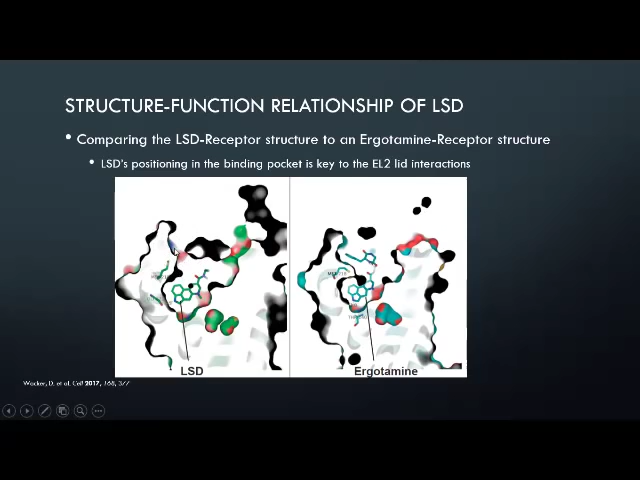 STRUCTURE-FUNCTION RELATIONSHIP OF LSD
• Comparing the LSD-Receptor structure to an Ergotamine-Receptor structure
• LSD's positioning in the binding pocket is key to the EL2 lid interactions
LSD
Ergotamine
Wacker, D. et al. Cell 2017, 168, 377